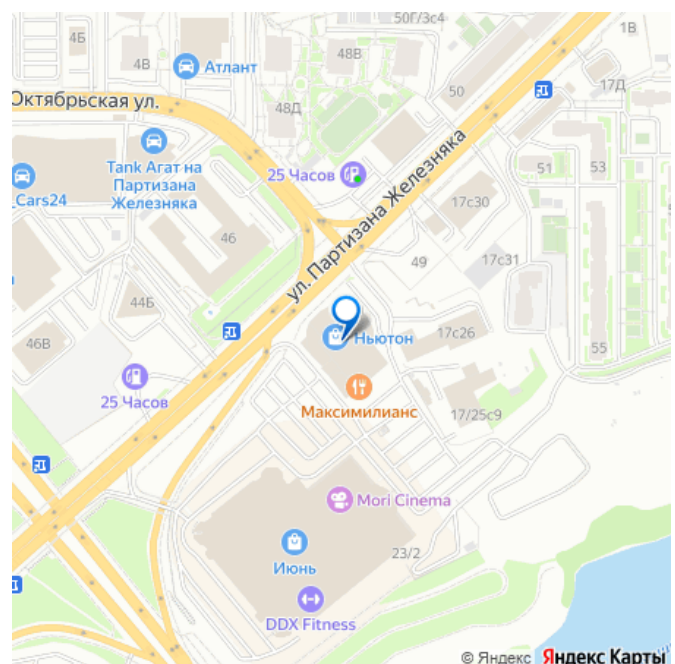 50Г/3с4
1В
4Б
48В
4В
Атлант
50
17Д
Октябрьская ул.
48Д
Tank Агат на
Партизана
Железняка
25 Часов
51
53
_Cars24
ул. Партизана Железняка
17с30
46
49
17с31
44Б
46В
Ньютон
17с26
55
25 Часов
Максимилианс
17/25с9
Mori Cinema
Июнь
23/2
DDX Fitness
© Яндекс Яндекс Карты